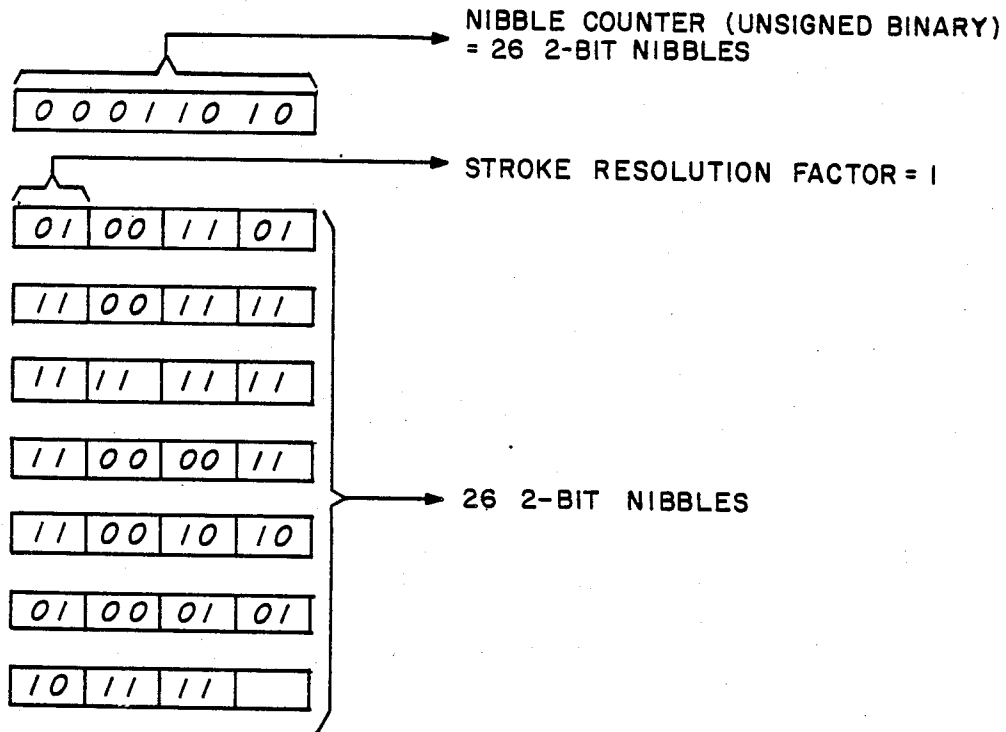 NIBBLE COUNTER (UNSIGNED BINARY)
= 26 2-BIT NIBBLES
0 0 0 1 1 0 1 0
STROKE RESOLUTION FACTOR = 1
01 00 11 01
11 00 11 11
11 11 11 11
11 00 00 11
26 2-BIT NIBBLES
11 00 10 10
01 00 01 01
10 11 11